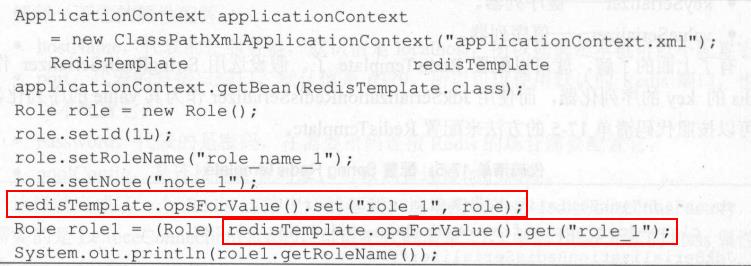 ApplicationContext applicationContext
= new ClassPathXmlApplicationContext("applicationContext.xml");
RedisTemplate redisTemplate =
applicationContext.getBean(RedisTemplate.class);
Role role = new Role();
role.setId(1L);
role.setRoleName("role_name_1");
role.setNote("note_1");
redisTemplate.opsForValue().set("role_1", role);
Role role1 = (Role) redisTemplate.opsForValue().get("role_1");
System.out.println(role1.getRoleName());